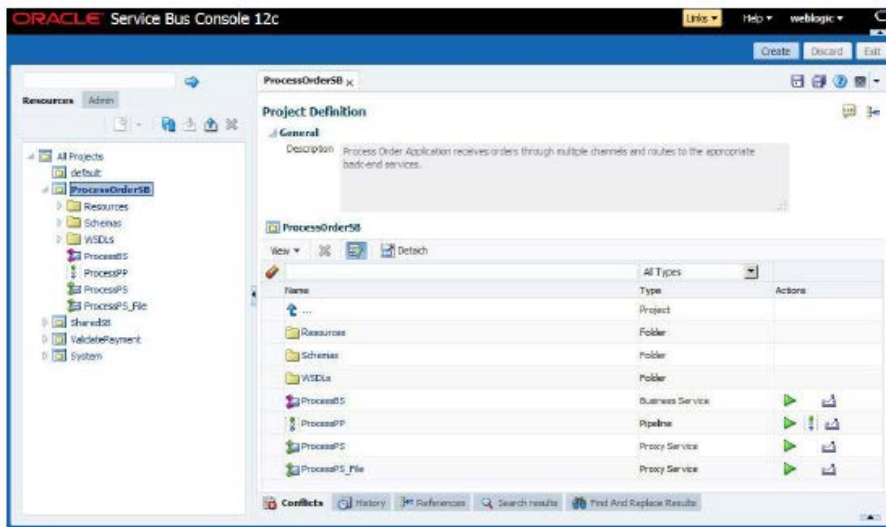 ORACLE Service Bus Console 12c
Links
Help
weblogic
Create
Discard
Exit
Resources
Admin
All Projects
default
ProcessOrderSB
Resources
Schemas
WSDLs
ProcessBS
ProcessPP
ProcessPS
ProcessPS_File
SharedSB
ValidatePayment
System
ProcessOrderSB
Project Definition
General
Description
Process Order Application receives orders through multiple channels and routes to the appropriate
back-end services.
ProcessOrderSB
View
Detach
All Types
Name Type Actions
... Project
Resources Folder
Schemas Folder
WSDLs Folder
ProcessBS Business Service
ProcessPP Pipeline
ProcessPS Proxy Service
ProcessPS_File Proxy Service
Conflicts History References Search results Find And Replace Results